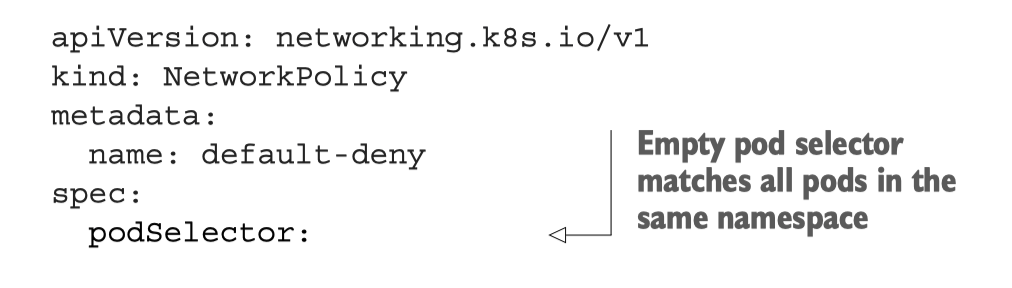 apiVersion: networking.k8s.io/v1
kind: NetworkPolicy
metadata:
  name: default-deny
spec:
  podSelector:
Empty pod selector
matches all pods in the
same namespace